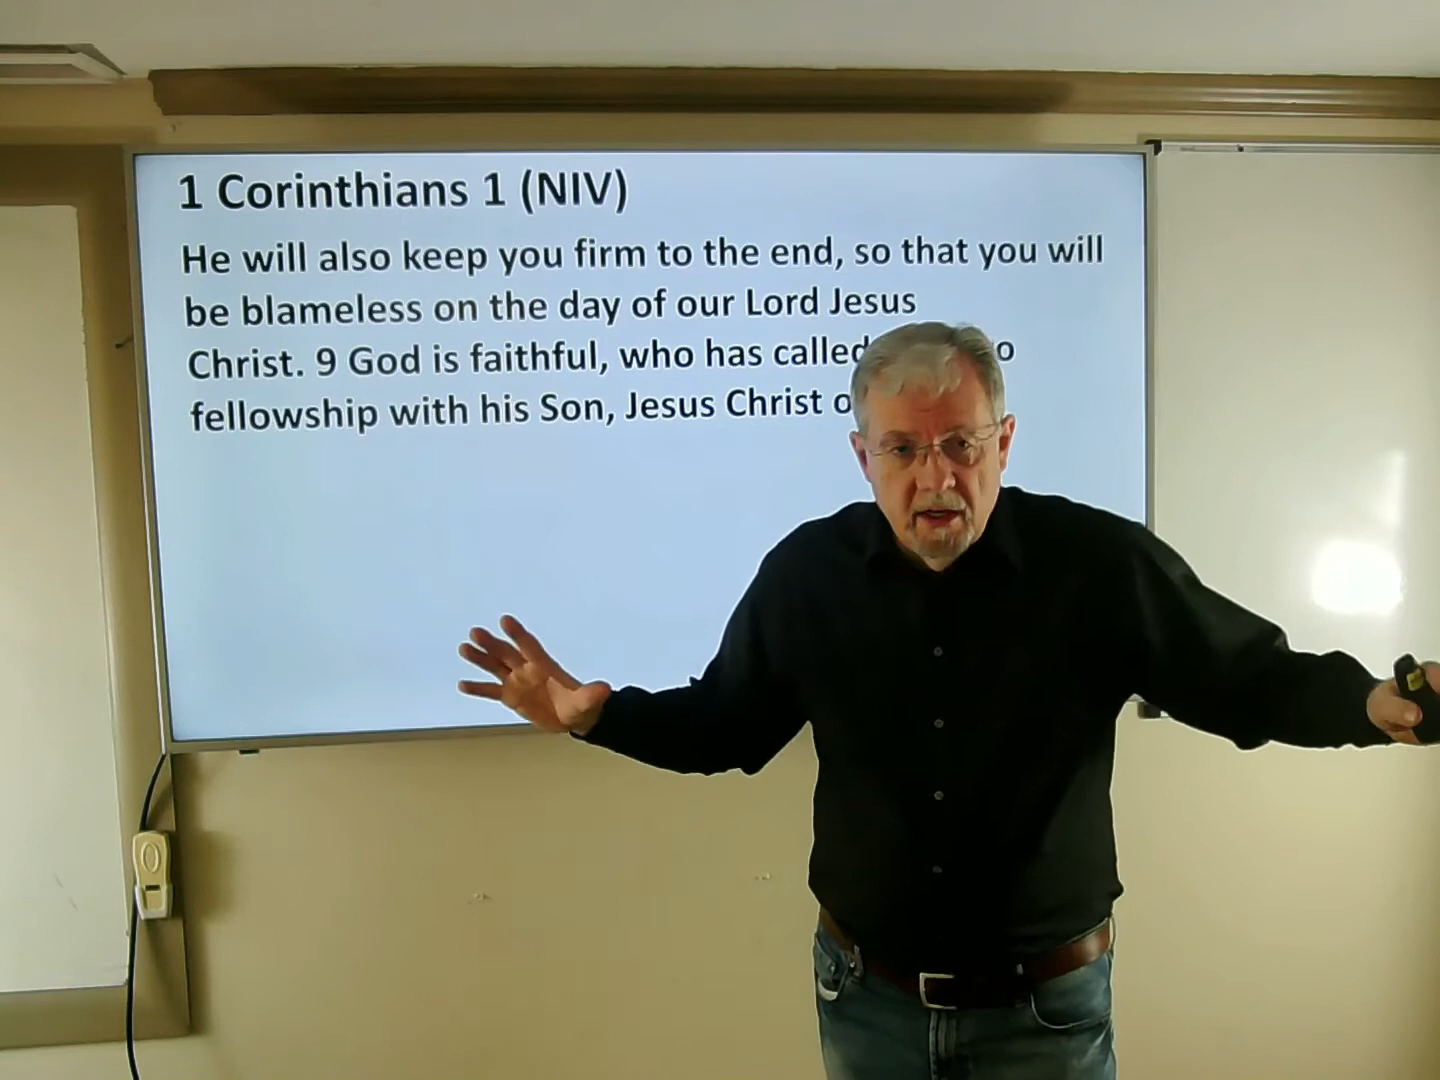 1 Corinthians 1 (NIV)
He will also keep you firm to the end, so that you will
be blameless on the day of our Lord Jesus
Christ. 9 God is faithful, who has called
fellowship with his Son, Jesus Christ